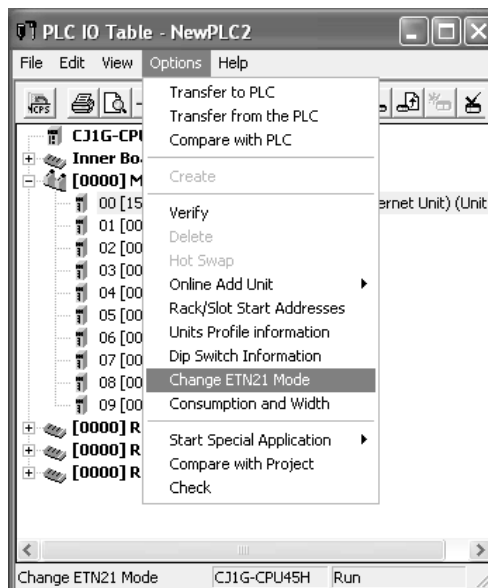 PLC IO Table - NewPLC2
File Edit View Options Help
CJ1G-CPU
Inner Bo
[0000] M
00 [15
ernet Unit) (Unit
01 [00
02 [00
03 [00
04 [00
05 [00
06 [00
07 [00
08 [00
09 [00
[0000] R
[0000] R
[0000] R
Transfer to PLC
Transfer from the PLC
Compare with PLC
Create
Verify
Delete
Hot Swap
Online Add Unit
Rack/Slot Start Addresses
Units Profile information
Dip Switch Information
Change ETN21 Mode
Consumption and Width
Start Special Application
Compare with Project
Check
Change ETN21 Mode CJ1G-CPU45H Run